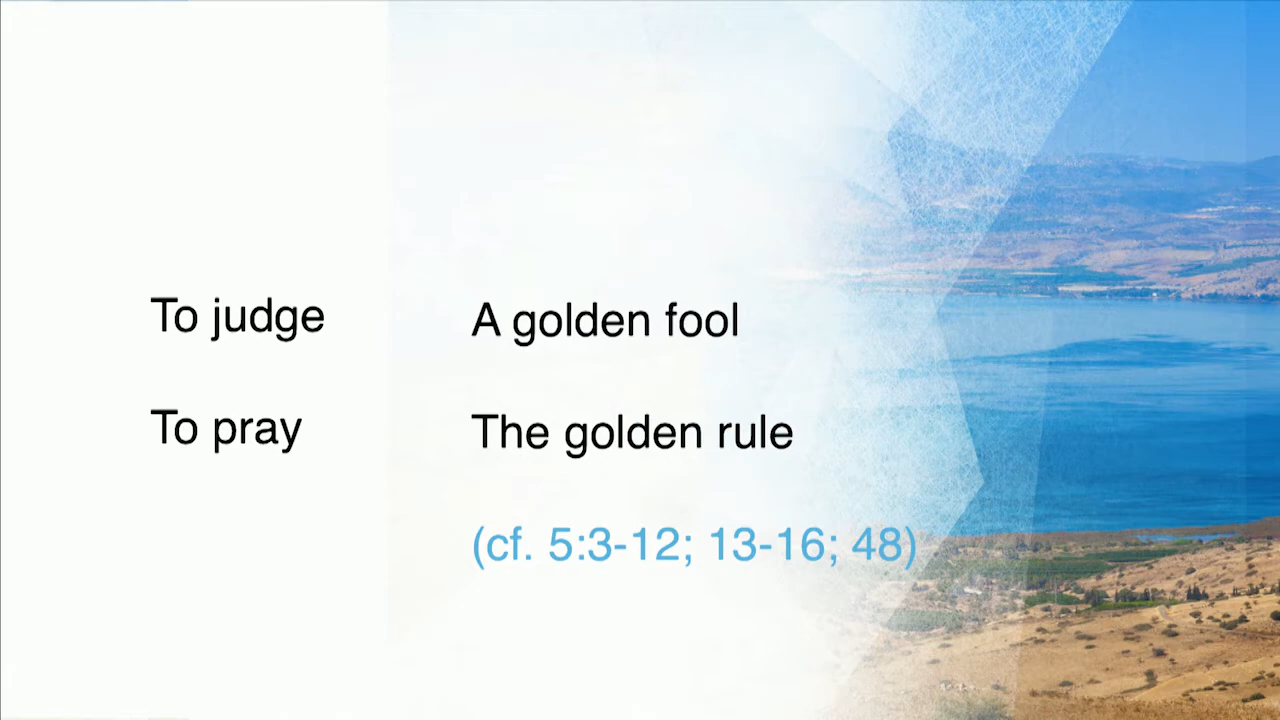 To judge A golden fool
To pray The golden rule
(cf. 5:3-12; 13-16; 48)